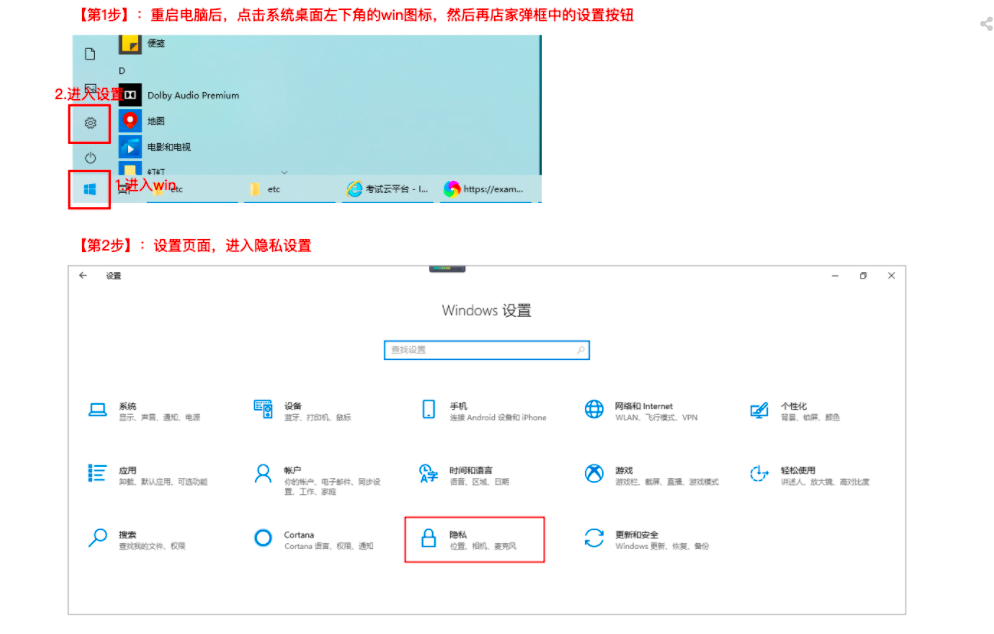 【第1步】：重启电脑后，点击系统桌面左下角的win图标，然后再店家弹框中的设置按钮
便笺
D
2.进入设置
Dolby Audio Premium
地图
电影和电视
1.进入win
etc
etc
考试云平台 - I...
https://exam...
【第2步】：设置页面，进入隐私设置
设置
Windows 设置
查找设置
系统
显示、声音、通知、电源
设备
蓝牙、打印机、鼠标
手机
连接 Android 设备和 iPhone
网络和 Internet
WLAN、飞行模式、VPN
个性化
背景、锁屏、颜色
应用
卸载、默认应用、可选功能
帐户
你的帐户、电子邮件、同步设
置、工作、家庭
时间和语言
语音、区域、日期
游戏
游戏栏、截屏、直播、游戏模式
轻松使用
讲述人、放大镜、高对比度
搜索
查找我的文件、权限
Cortana
Cortana 语言、权限、通知
隐私
位置、相机、麦克风
更新和安全
Windows 更新、恢复、备份